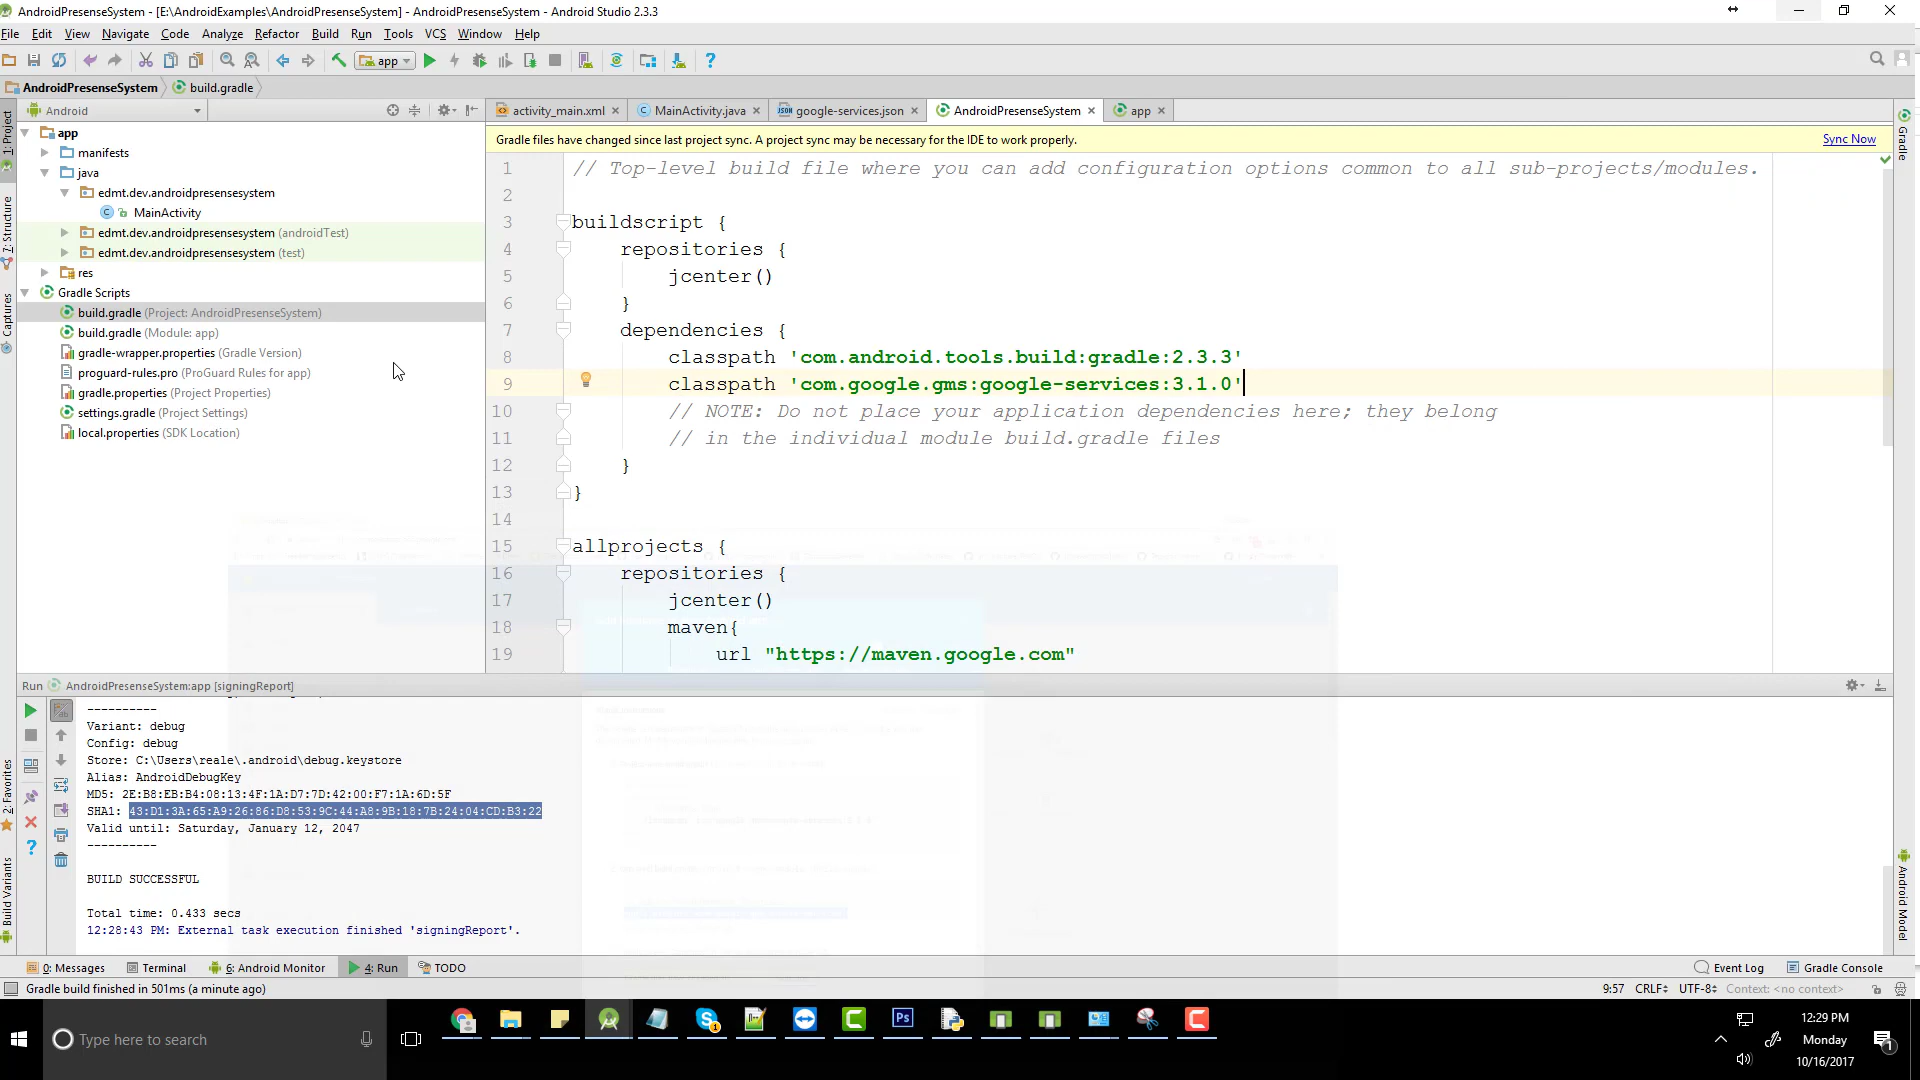 AndroidPresenseSystem - [E:\AndroidExamples\AndroidPresenseSystem] - AndroidPresenseSystem - Android Studio 2.3.3
File Edit View Navigate Code Analyze Refactor Build Run Tools VCS Window Help
app
AndroidPresenseSystem build.gradle
Android
activity_main.xml MainActivity.java google-services.json AndroidPresenseSystem app
Gradle files have changed since last project sync. A project sync may be necessary for the IDE to work properly. Sync Now
1: Project
7: Structure
Captures
2: Favorites
Build Variants
Gradle
Android Model
app
manifests
java
edmt.dev.androidpresensesystem
MainActivity
edmt.dev.androidpresensesystem (androidTest)
edmt.dev.androidpresensesystem (test)
res
Gradle Scripts
build.gradle (Project: AndroidPresenseSystem)
build.gradle (Module: app)
gradle-wrapper.properties (Gradle Version)
proguard-rules.pro (ProGuard Rules for app)
gradle.properties (Project Properties)
settings.gradle (Project Settings)
local.properties (SDK Location)
1 // Top-level build file where you can add configuration options common to all sub-projects/modules.
2
3 buildscript {
4 repositories {
5 jcenter()
6 }
7 dependencies {
8 classpath 'com.android.tools.build:gradle:2.3.3'
9 classpath 'com.google.gms:google-services:3.1.0'
10 // NOTE: Do not place your application dependencies here; they belong
11 // in the individual module build.gradle files
12 }
13 }
14
15 allprojects {
16 repositories {
17 jcenter()
18 maven{
19 url "https://maven.google.com"
Run AndroidPresenseSystem:app [signingReport]
----------
Variant: debug
Config: debug
Store: C:\Users\reale\.android\debug.keystore
Alias: AndroidDebugKey
MD5: 2E:B8:EB:B4:08:13:4F:1A:D7:7D:42:00:F7:1A:6D:5F
SHA1: 43:D1:3A:65:A9:26:86:D8:53:9C:44:A8:9B:18:7B:24:04:CD:B3:22
Valid until: Saturday, January 12, 2047
----------
BUILD SUCCESSFUL
Total time: 0.433 secs
12:28:43 PM: External task execution finished 'signingReport'.
0: Messages Terminal 6: Android Monitor 4: Run TODO Event Log Gradle Console
Gradle build finished in 501ms (a minute ago) 9:57 CRLF UTF-8 Context: <no context>
Type here to search
Ps
12:29 PM
Monday
10/16/2017
1